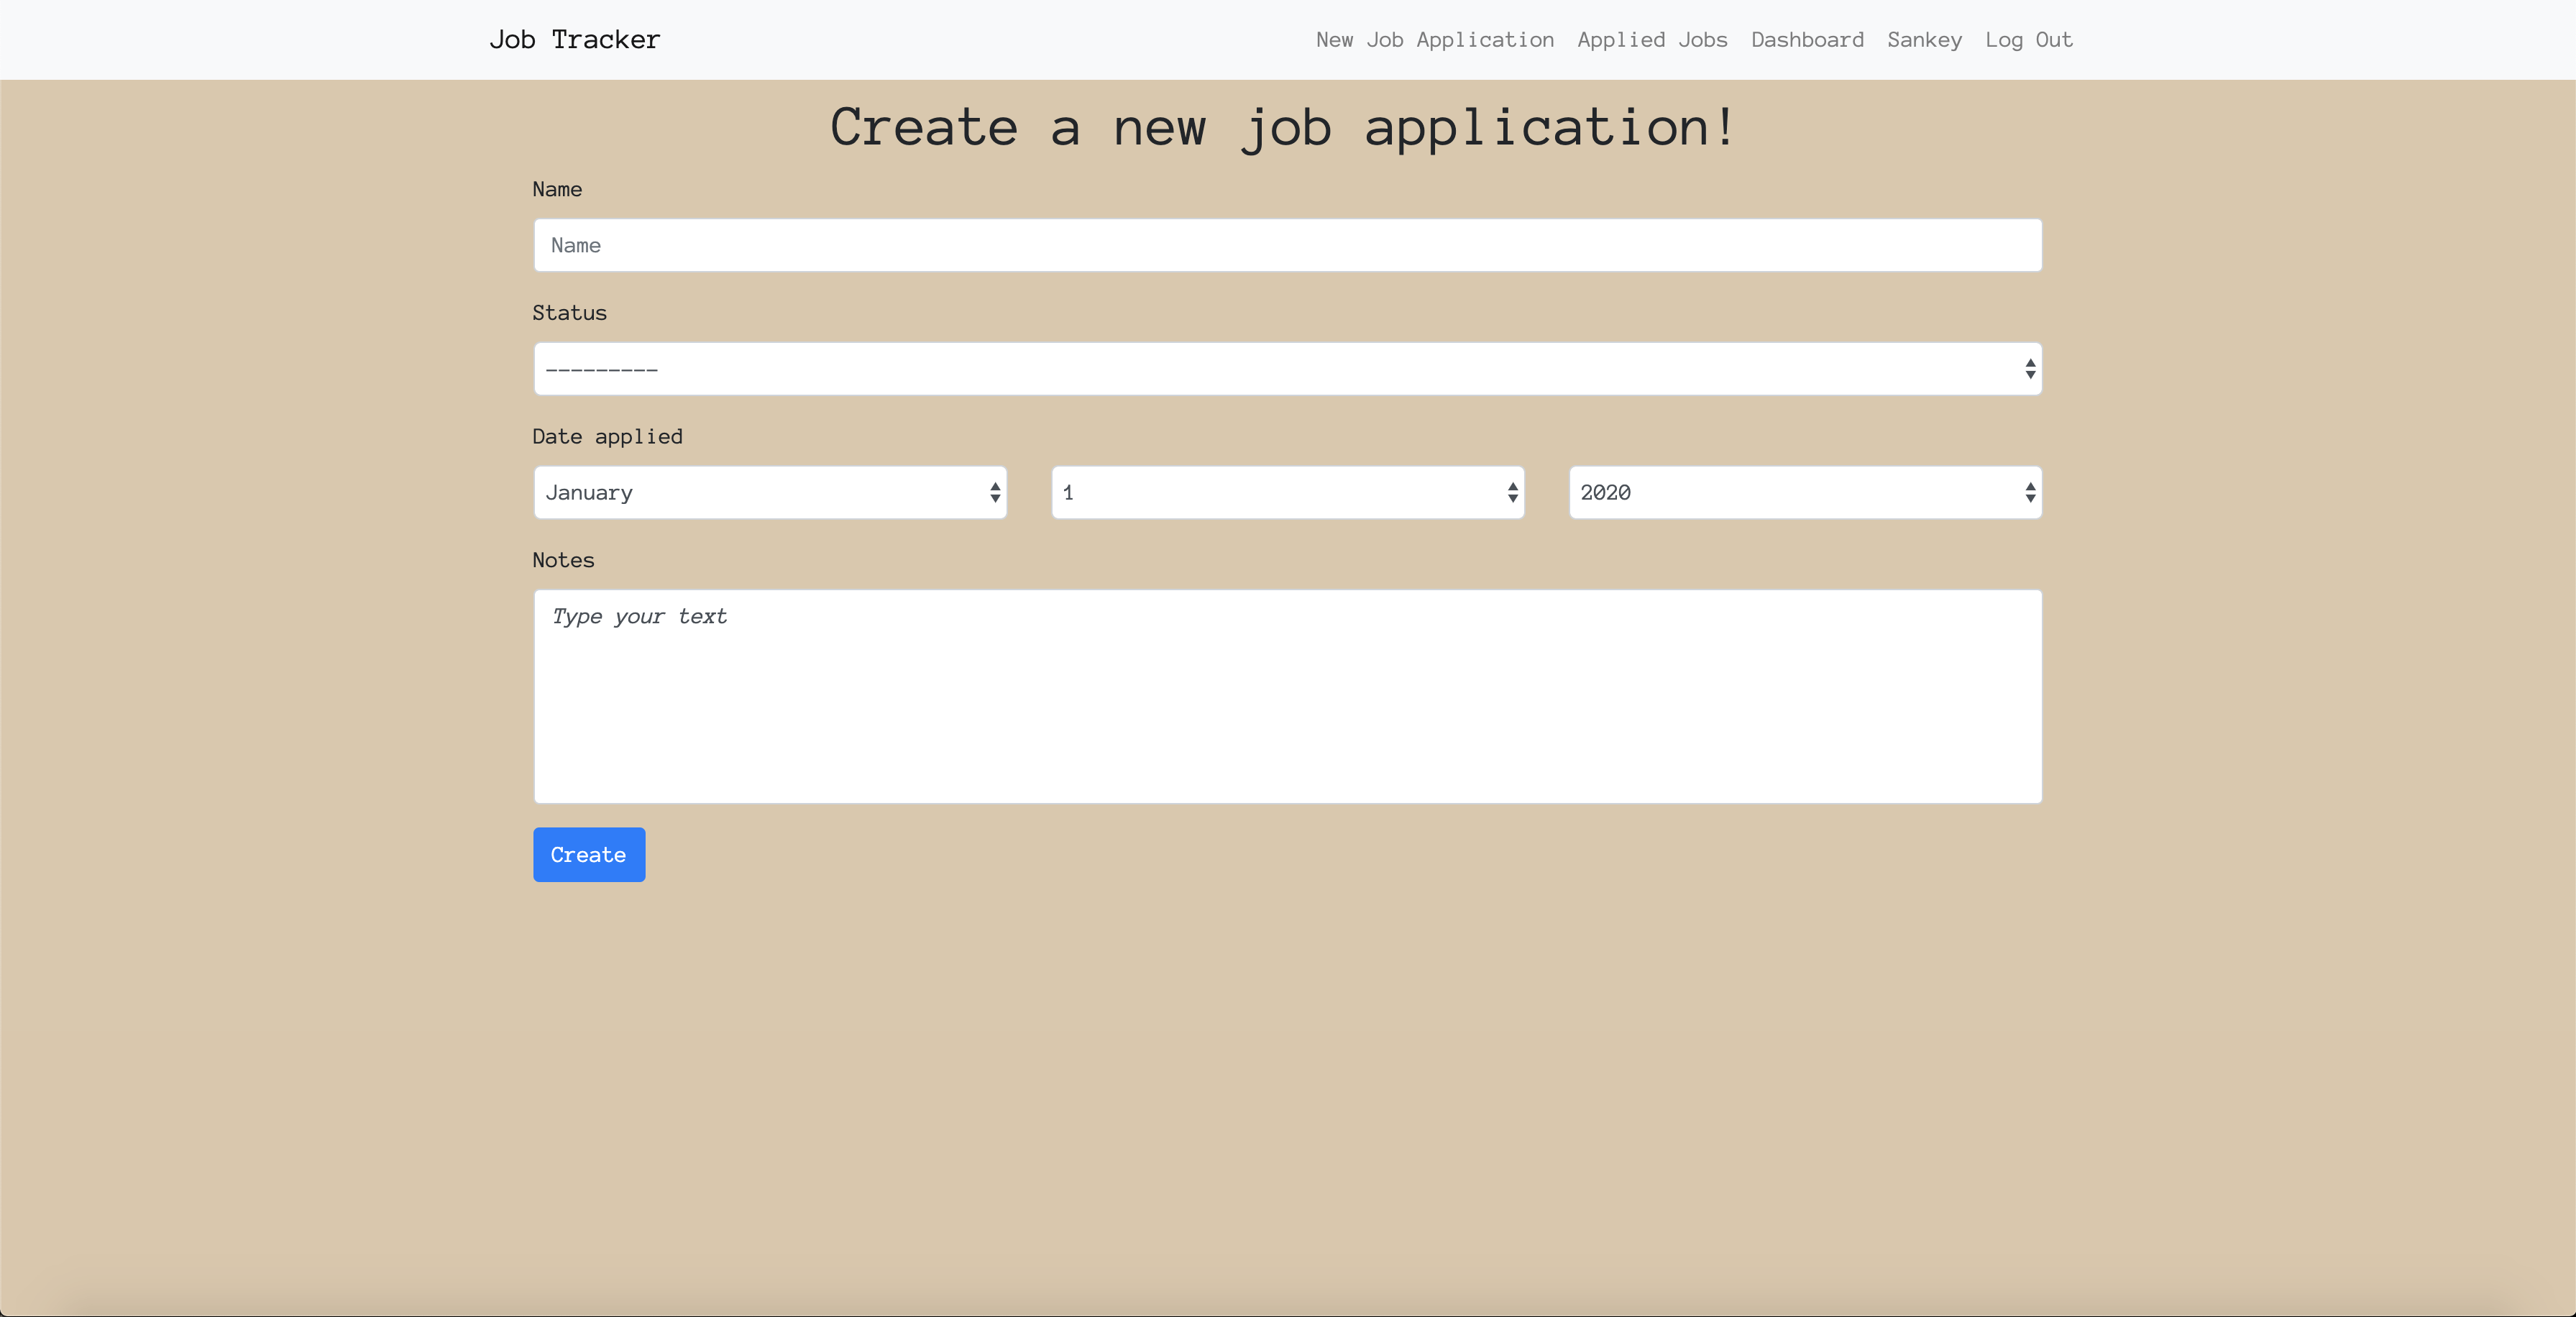 Job Tracker New Job Application Applied Jobs Dashboard Sankey Log Out
Create a new job application!
Name
Name
Status
---------
Date applied
January 1 2020
Notes
Type your text
Create